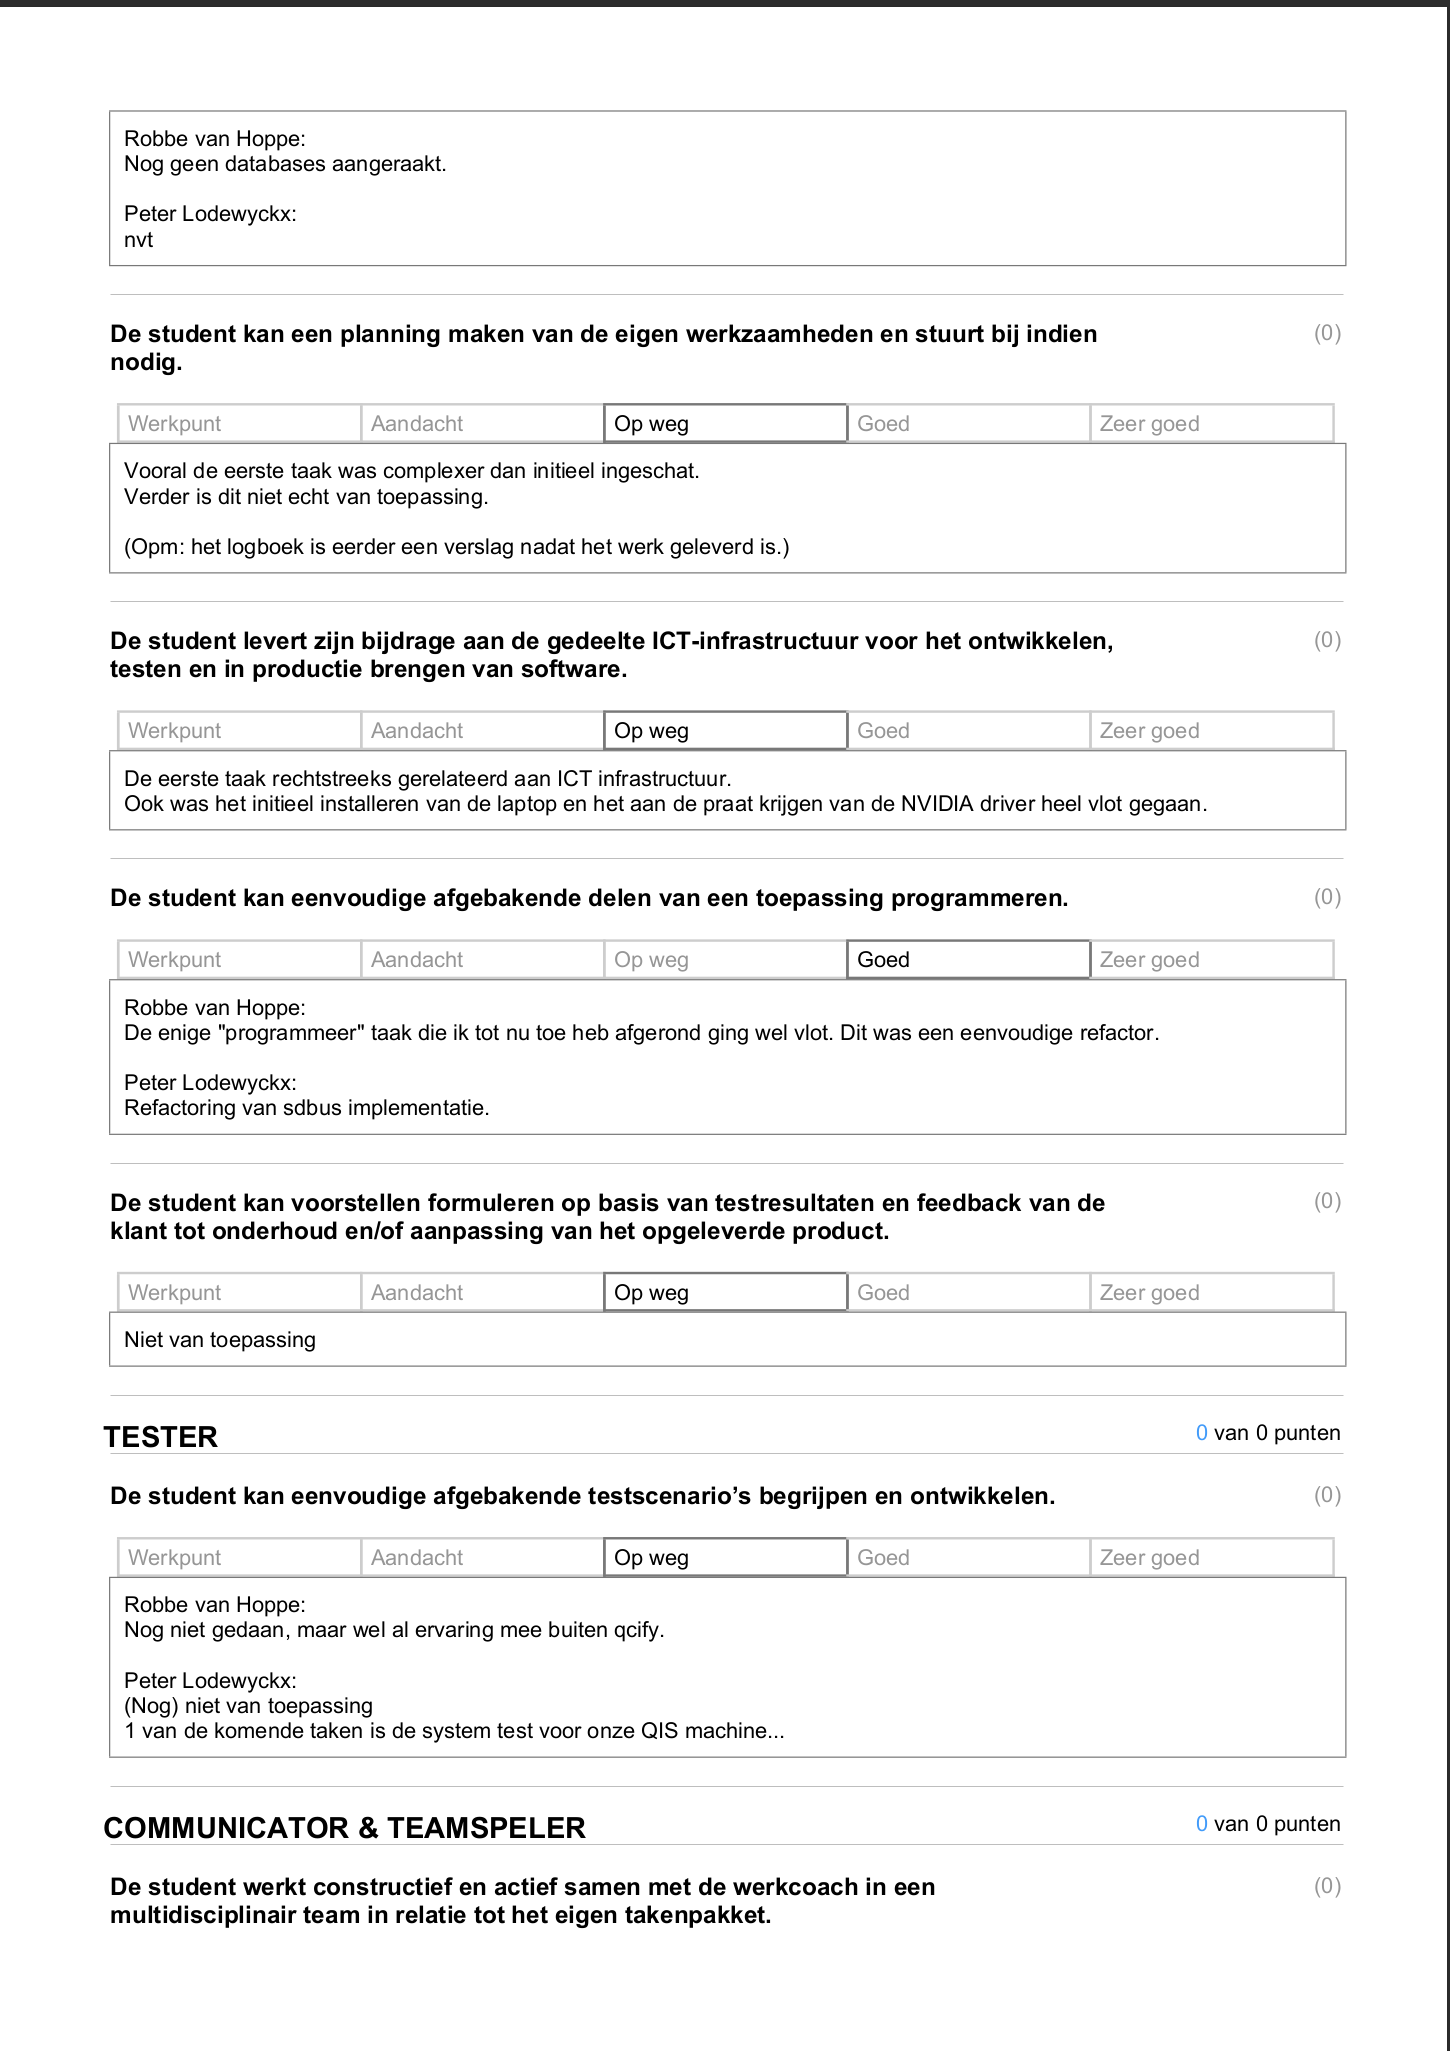 Robbe van Hoppe:
Nog geen databases aangeraakt.
Peter Lodewyckx:
nvt
De student kan een planning maken van de eigen werkzaamheden en stuurt bij indien
nodig.
(0)
Werkpunt Aandacht Op weg Goed Zeer goed
Vooral de eerste taak was complexer dan initieel ingeschat.
Verder is dit niet echt van toepassing.
(Opm: het logboek is eerder een verslag nadat het werk geleverd is.)
De student levert zijn bijdrage aan de gedeelte ICT-infrastructuur voor het ontwikkelen,
testen en in productie brengen van software.
(0)
Werkpunt Aandacht Op weg Goed Zeer goed
De eerste taak rechtstreeks gerelateerd aan ICT infrastructuur.
Ook was het initieel installeren van de laptop en het aan de praat krijgen van de NVIDIA driver heel vlot gegaan.
De student kan eenvoudige afgebakende delen van een toepassing programmeren.
(0)
Werkpunt Aandacht Op weg Goed Zeer goed
Robbe van Hoppe:
De enige "programmeer" taak die ik tot nu toe heb afgerond ging wel vlot. Dit was een eenvoudige refactor.
Peter Lodewyckx:
Refactoring van sdbus implementatie.
De student kan voorstellen formuleren op basis van testresultaten en feedback van de
klant tot onderhoud en/of aanpassing van het opgeleverde product.
(0)
Werkpunt Aandacht Op weg Goed Zeer goed
Niet van toepassing
TESTER
0 van 0 punten
De student kan eenvoudige afgebakende testscenario’s begrijpen en ontwikkelen.
(0)
Werkpunt Aandacht Op weg Goed Zeer goed
Robbe van Hoppe:
Nog niet gedaan, maar wel al ervaring mee buiten qcify.
Peter Lodewyckx:
(Nog) niet van toepassing
1 van de komende taken is de system test voor onze QIS machine...
COMMUNICATOR & TEAMSPELER
0 van 0 punten
De student werkt constructief en actief samen met de werkcoach in een
multidisciplinair team in relatie tot het eigen takenpakket.
(0)